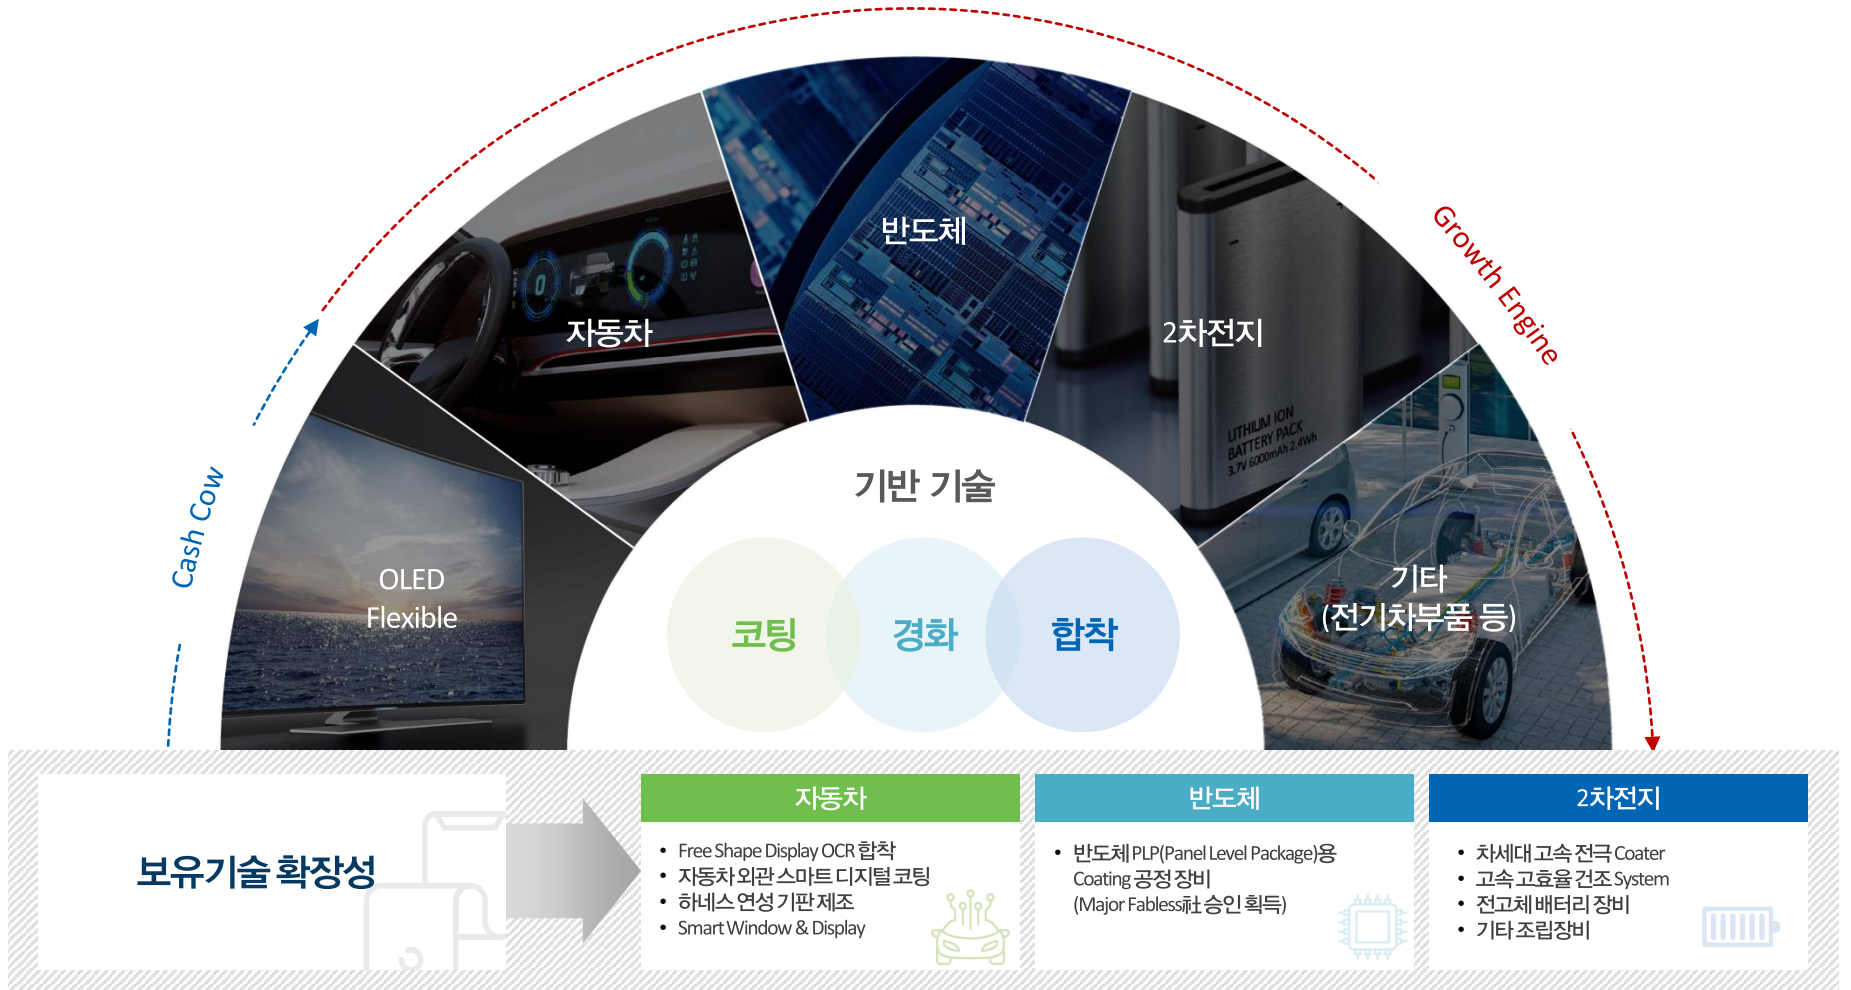 Growth Engine
Cash Cow
반도체
자동차
2차전지
LITHIUM ION
BATTERY PACK
3.7V 6000mAh 2.4Wh
OLED
Flexible
기타
(전기차부품 등)
기반 기술
코팅
경화
합착
보유기술 확장성
자동차
• Free Shape Display OCR 합착
• 자동차 외관 스마트 디지털 코팅
• 하네스 연성 기판 제조
• Smart Window & Display
반도체
• 반도체 PLP(Panel Level Package)용
Coating 공정 장비
(Major Fabless社 승인 획득)
2차전지
• 차세대 고속 전극 Coater
• 고속 고효율 건조 System
• 전고체 배터리 장비
• 기타 조립장비